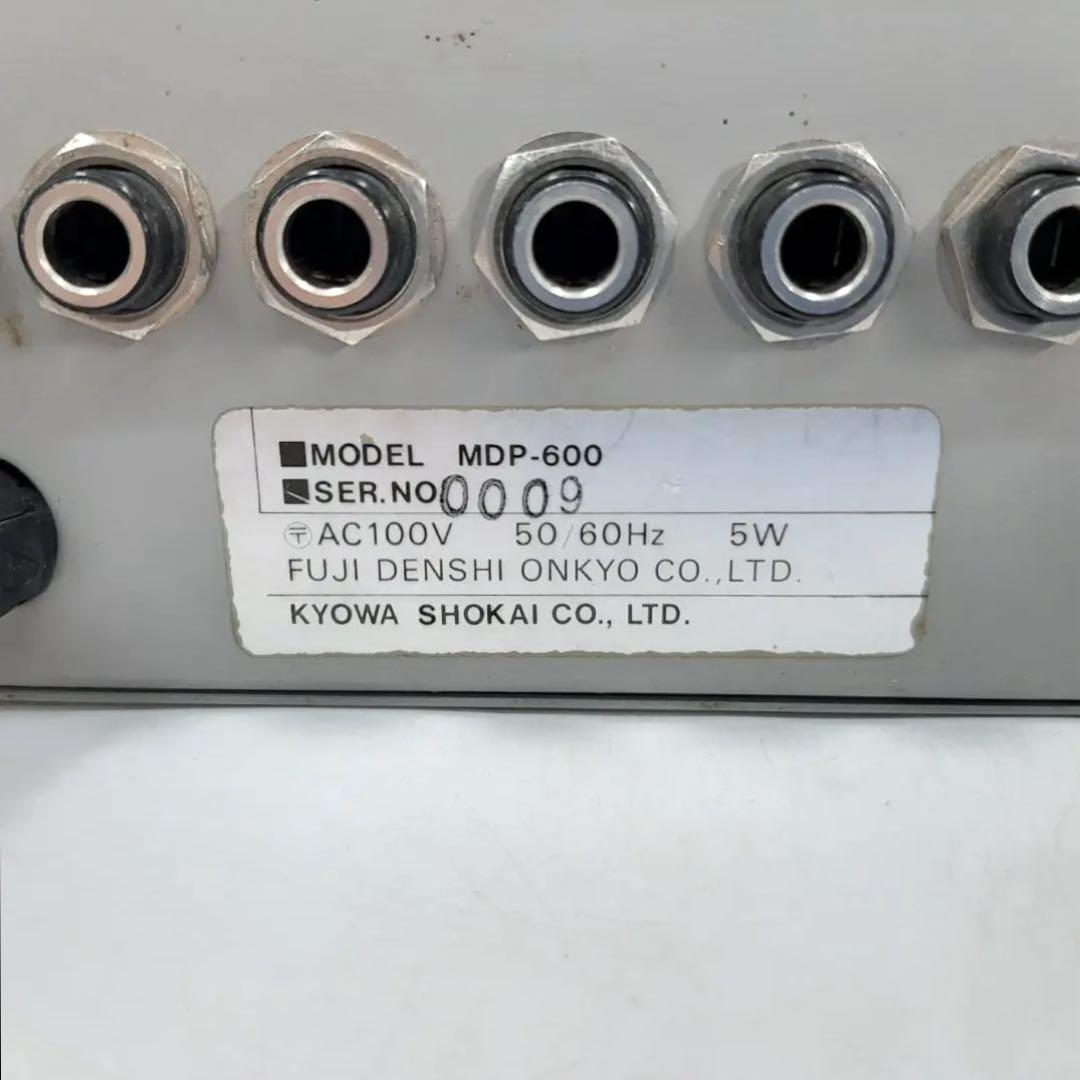 ■MODEL MDP-600
■SER.NO.0009
〶AC100V 50/60Hz 5W
FUJI DENSHI ONKYO CO.,LTD.
KYOWA SHOKAI CO., LTD.